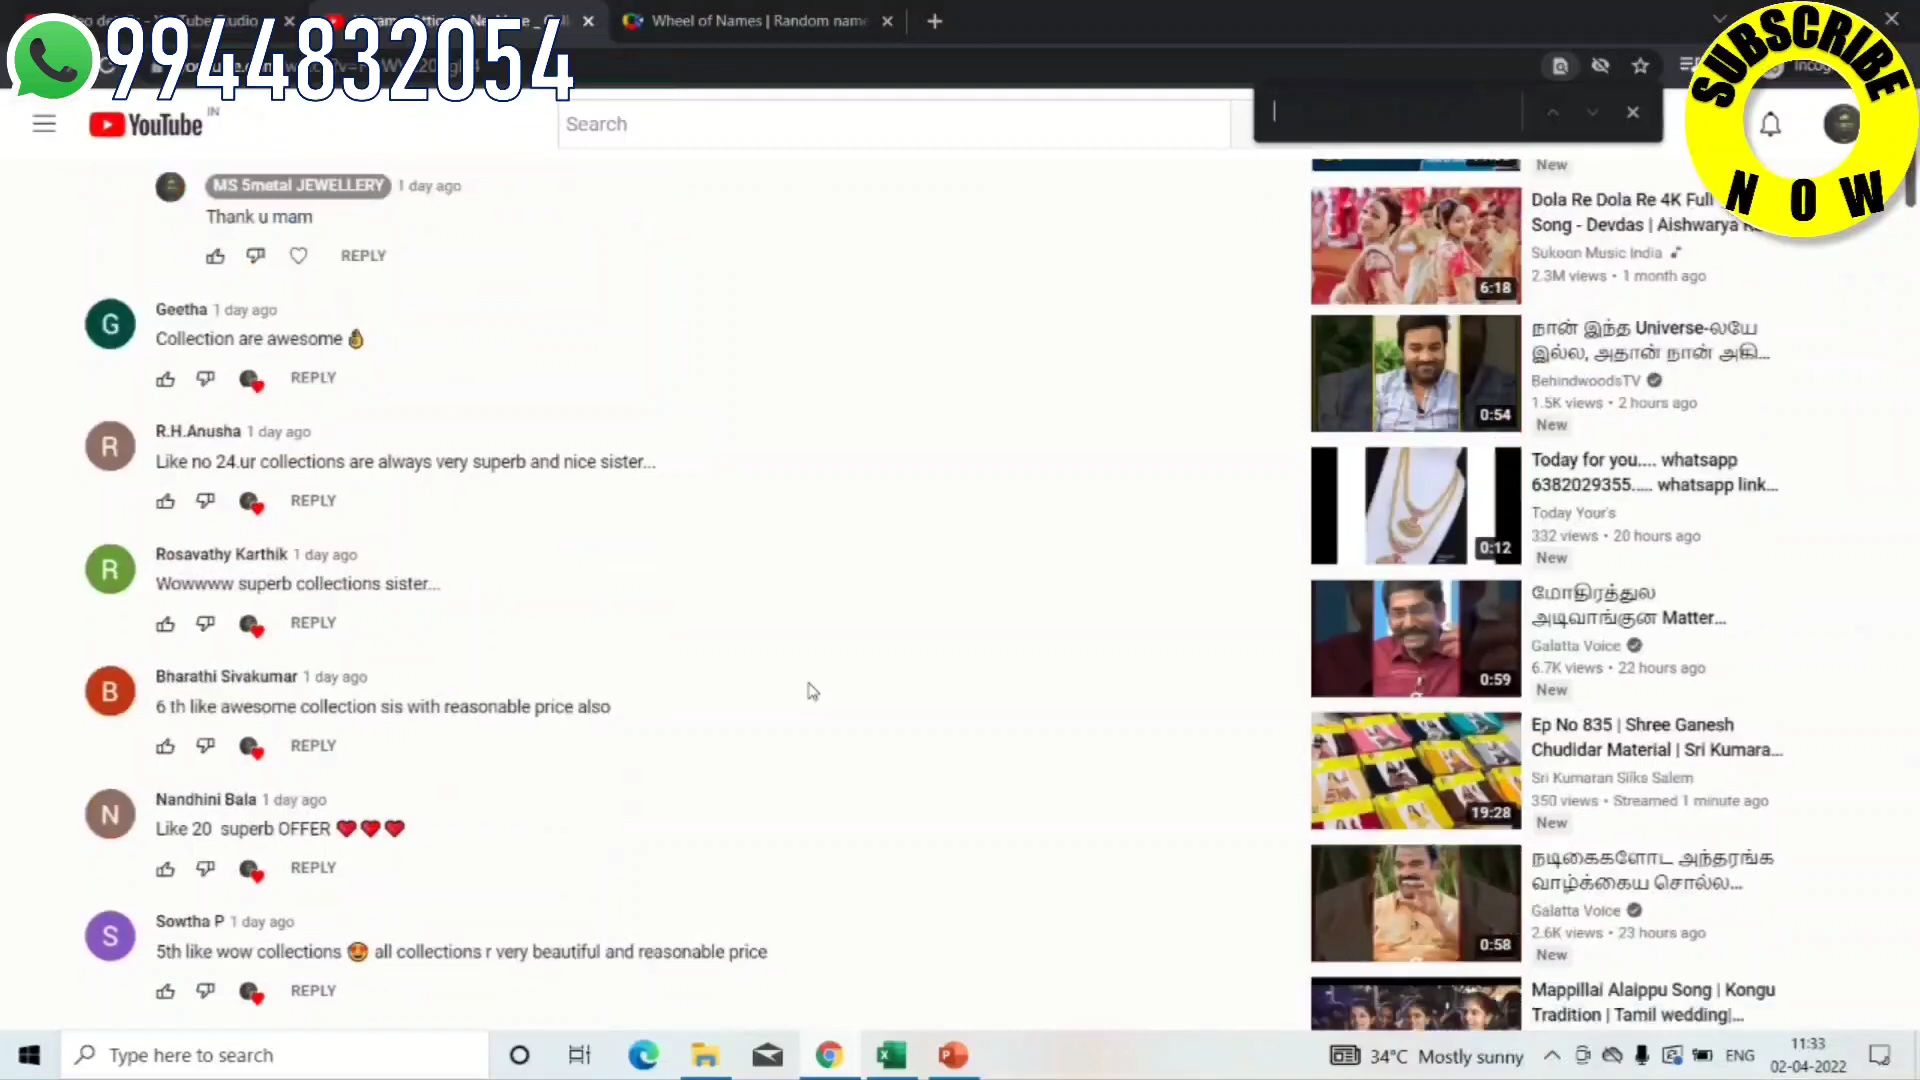 9944832054
Wheel of Names | Random name
SUBSCRIBE
NOW
YouTube IN
Search
MS 5metal JEWELLERY 1 day ago
Thank u mam
REPLY
Geetha 1 day ago
Collection are awesome 👌
REPLY
R.H.Anusha 1 day ago
Like no 24.ur collections are always very superb and nice sister...
REPLY
Rosavathy Karthik 1 day ago
Wowwww superb collections sister...
REPLY
Bharathi Sivakumar 1 day ago
6 th like awesome collection sis with reasonable price also
REPLY
Nandhini Bala 1 day ago
Like 20 superb OFFER ❤❤❤
REPLY
Sowtha P 1 day ago
5th like wow collections 😍 all collections r very beautiful and reasonable price
REPLY
New
Dola Re Dola Re 4K Full
Song - Devdas | Aishwarya
Sukoon Music India
2.3M views • 1 month ago
6:18
நான் இந்த Universe-லயே
இல்ல, அதான் நான் அகி...
BehindwoodsTV
1.5K views • 2 hours ago
New
0:54
Today for you.... whatsapp
6382029355..... whatsapp link...
Today Your's
332 views • 20 hours ago
New
0:12
மோதிரத்துல
அடிவாங்குன Matter...
Galatta Voice
6.7K views • 22 hours ago
New
0:59
Ep No 835 | Shree Ganesh
Chudidar Material | Sri Kumara...
Sri Kumaran Silks Salem
350 views • Streamed 1 minute ago
New
19:28
நடிகைகளோட அந்தரங்க
வாழ்க்கைய சொல்ல...
Galatta Voice
2.6K views • 23 hours ago
New
0:58
Mappillai Alaippu Song | Kongu
Tradition | Tamil wedding|...
Type here to search
34°C Mostly sunny
ENG
11:33
02-04-2022